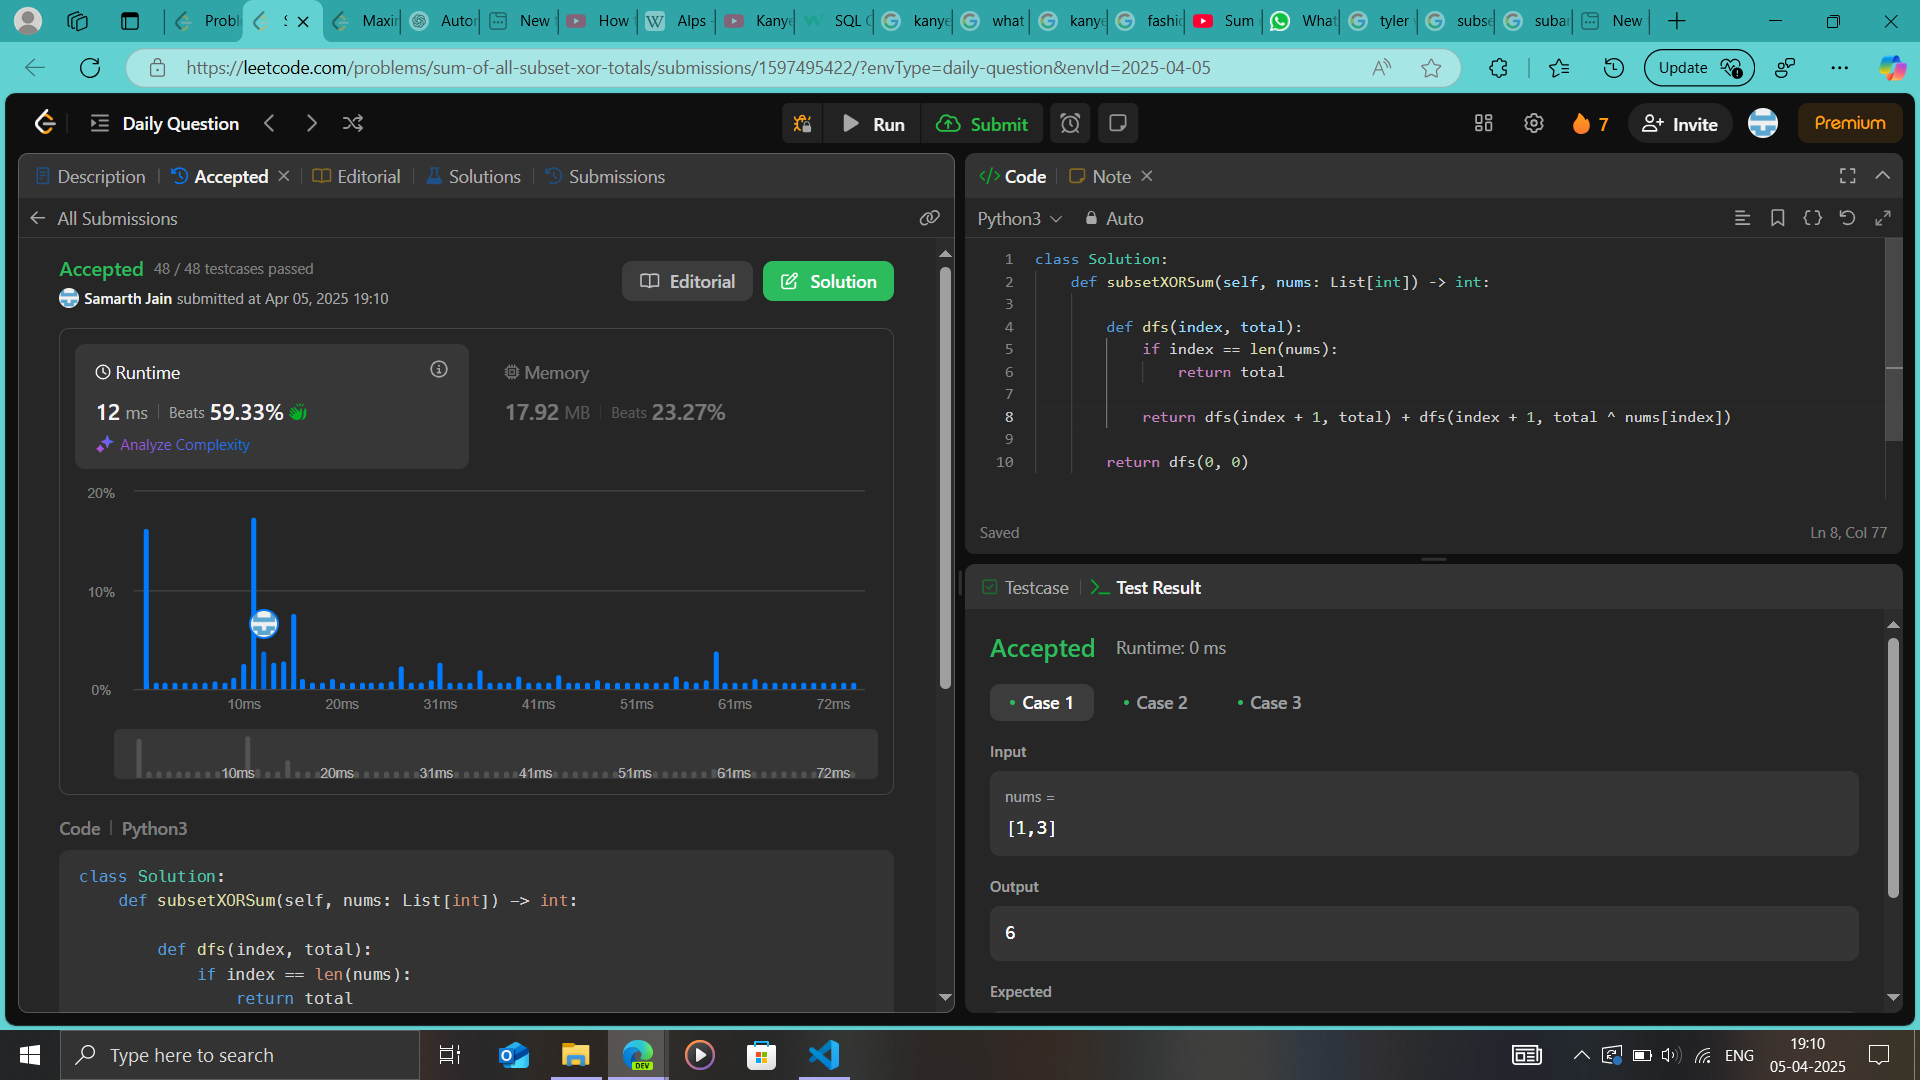 Probl
S
Maxin
Auton
New t
How
Alps -
Kanye
SQL C
kanye
what
kanye
fashio
Sum
What
tyler
subse
subar
New
https://leetcode.com/problems/sum-of-all-subset-xor-totals/submissions/1597495422/?envType=daily-question&envId=2025-04-05
Update
Daily Question
Run
Submit
7
Invite
Premium
Description
Accepted
Editorial
Solutions
Submissions
All Submissions
Accepted 48 / 48 testcases passed
Samarth Jain submitted at Apr 05, 2025 19:10
Editorial
Solution
Runtime
12 ms | Beats 59.33%
Analyze Complexity
Memory
17.92 MB | Beats 23.27%
20%
10%
0%
10ms 20ms 31ms 41ms 51ms 61ms 72ms
10ms 20ms 31ms 41ms 51ms 61ms 72ms
Code | Python3
class Solution:
def subsetXORSum(self, nums: List[int]) -> int:
def dfs(index, total):
if index == len(nums):
return total
</> Code
Note
Python3
Auto
1 class Solution:
2 def subsetXORSum(self, nums: List[int]) -> int:
3
4 def dfs(index, total):
5 if index == len(nums):
6 return total
7
8 return dfs(index + 1, total) + dfs(index + 1, total ^ nums[index])
9
10 return dfs(0, 0)
Saved
Ln 8, Col 77
Testcase
Test Result
Accepted Runtime: 0 ms
Case 1
Case 2
Case 3
Input
nums =
[1,3]
Output
6
Expected
Type here to search
DEV
ENG
19:10
05-04-2025